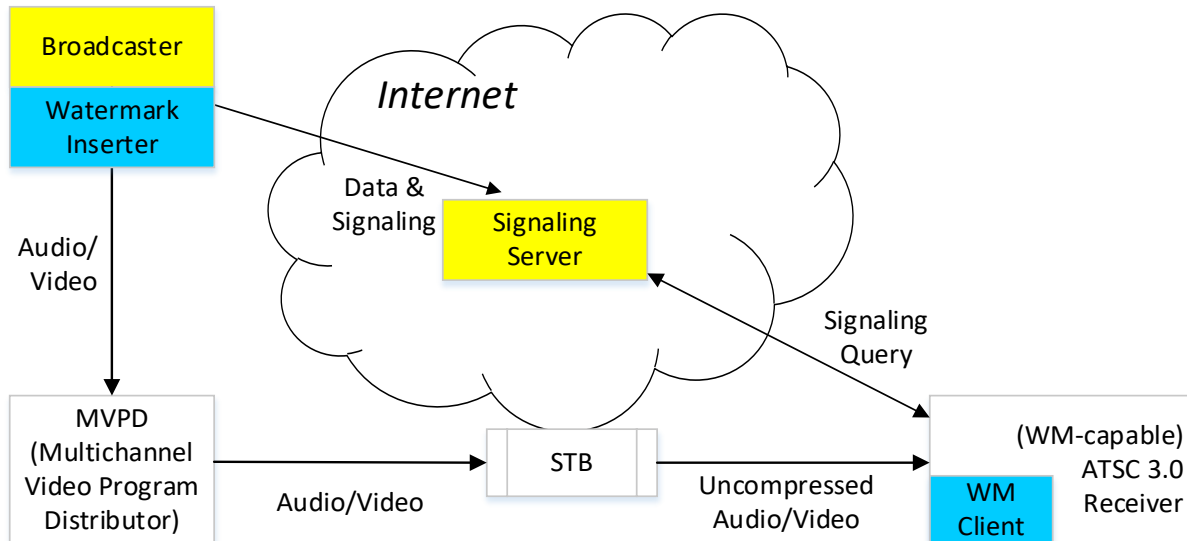 Broadcaster
Watermark
Inserter
Internet
Data &
Signaling
Signaling
Server
Audio/
Video
Signaling
Query
MVPD
(Multichannel
Video Program
Distributor)
Audio/Video
STB
Uncompressed
Audio/Video
(WM-capable)
ATSC 3.0
Receiver
WM
Client